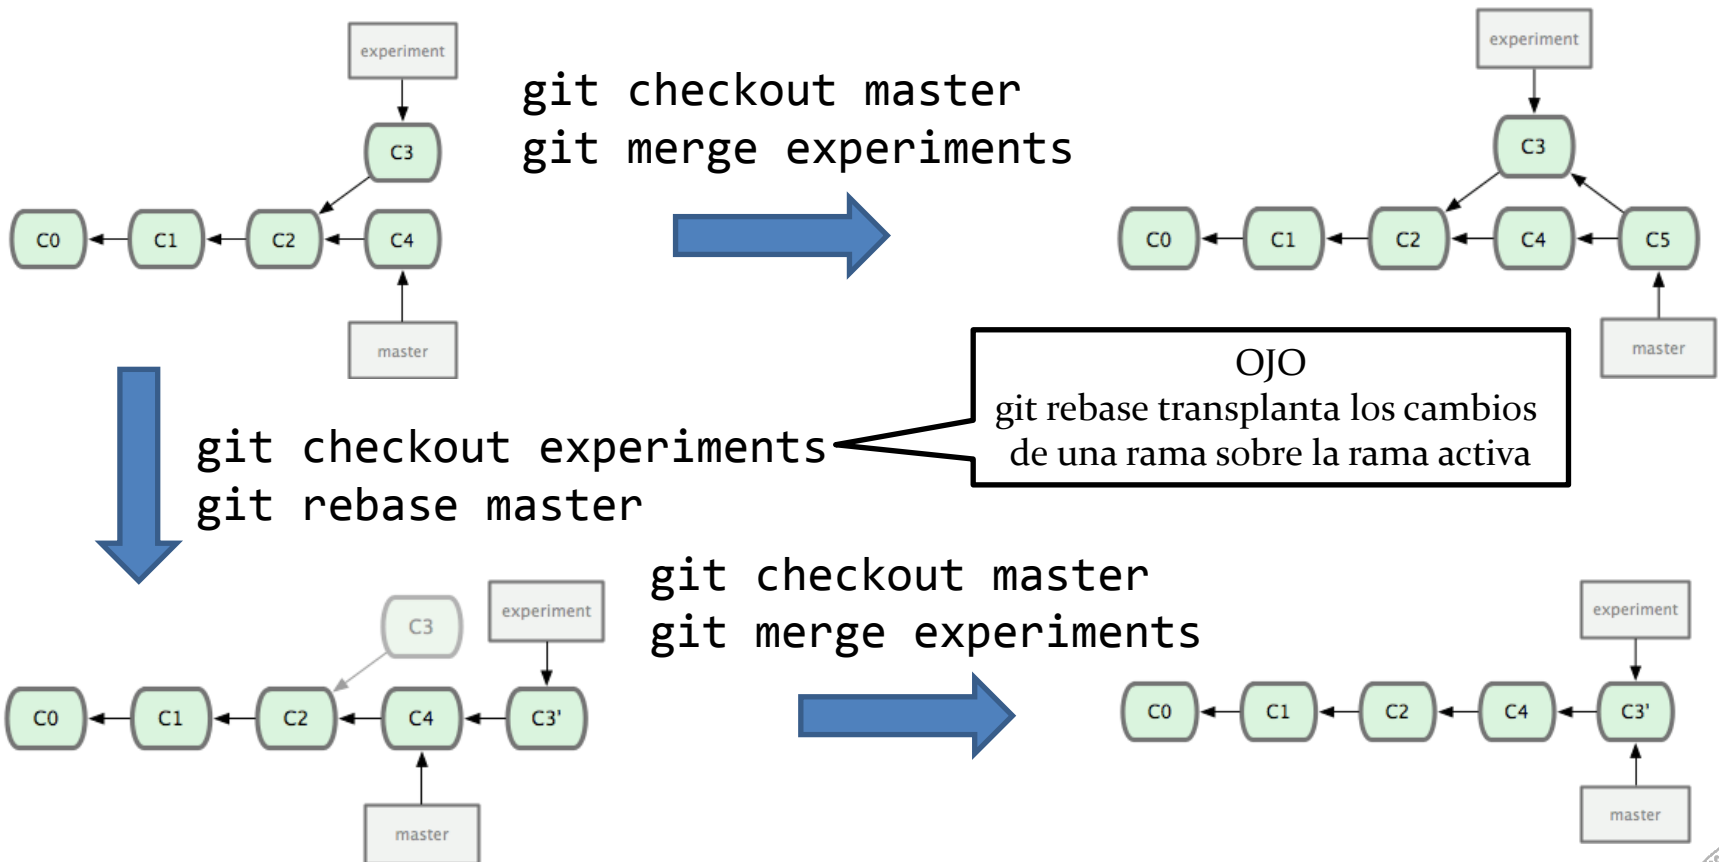 experiment
C3
C0
C1
C2
C4
master
git checkout master
git merge experiments
experiment
C3
C0
C1
C2
C4
C5
master
git checkout experiments
git rebase master
OJO
git rebase transplanta los cambios
de una rama sobre la rama activa
C3
experiment
C0
C1
C2
C4
C3'
master
git checkout master
git merge experiments
experiment
C0
C1
C2
C4
C3'
master